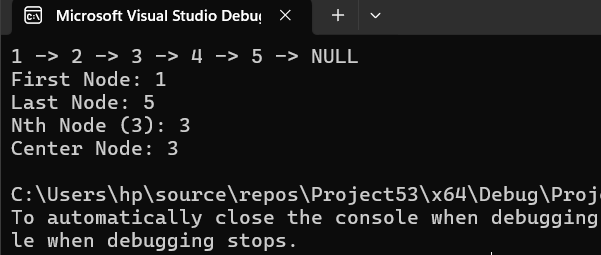 Microsoft Visual Studio Debug
1 -> 2 -> 3 -> 4 -> 5 -> NULL
First Node: 1
Last Node: 5
Nth Node (3): 3
Center Node: 3
C:\Users\hp\source\repos\Project53\x64\Debug\Proj
To automatically close the console when debugging
le when debugging stops.